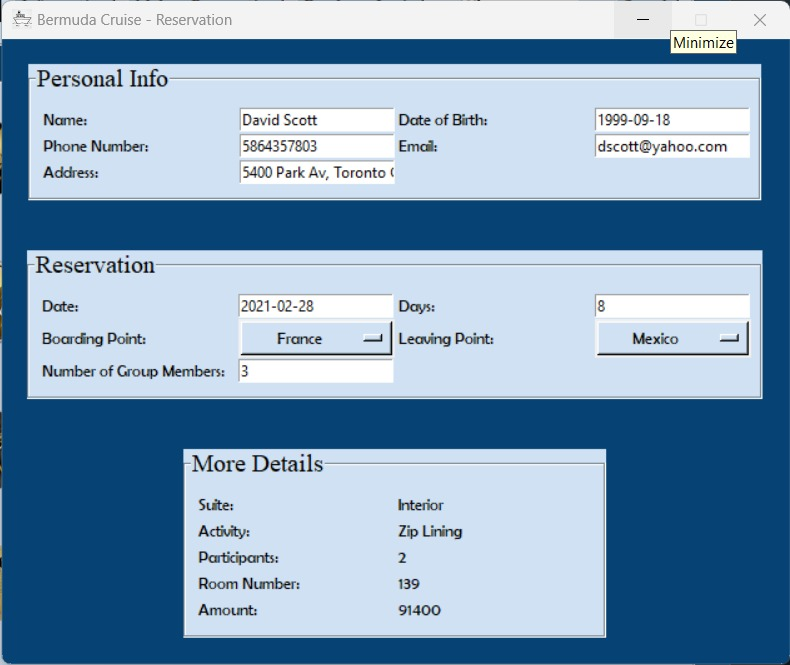 Bermuda Cruise - Reservation
Minimize
Personal Info
Name: David Scott Date of Birth: 1999-09-18
Phone Number: 5864357803 Email: dscott@yahoo.com
Address: 5400 Park Av, Toronto
Reservation
Date: 2021-02-28 Days: 8
Boarding Point: France Leaving Point: Mexico
Number of Group Members: 3
More Details
Suite: Interior
Activity: Zip Lining
Participants: 2
Room Number: 139
Amount: 91400